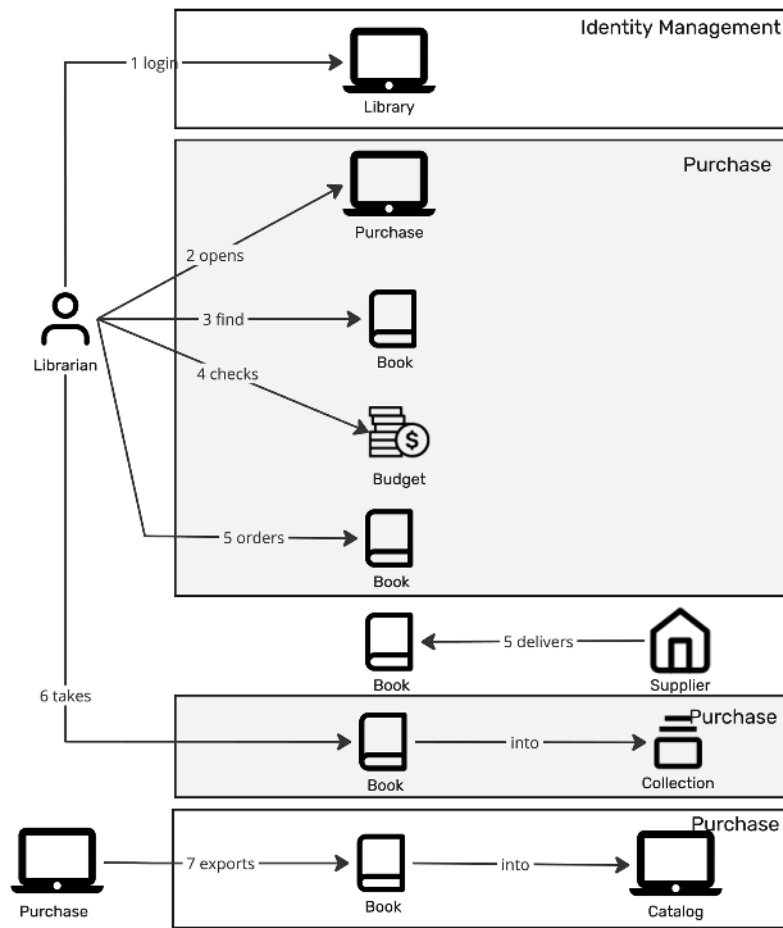 Identity Management
1 login
Library
Purchase
Purchase
2 opens
3 find
Book
Librarian
4 checks
Budget
5 orders
Book
5 delivers
Book
Supplier
6 takes
Purchase
into
Book
Collection
Purchase
7 exports
into
Purchase
Book
Catalog